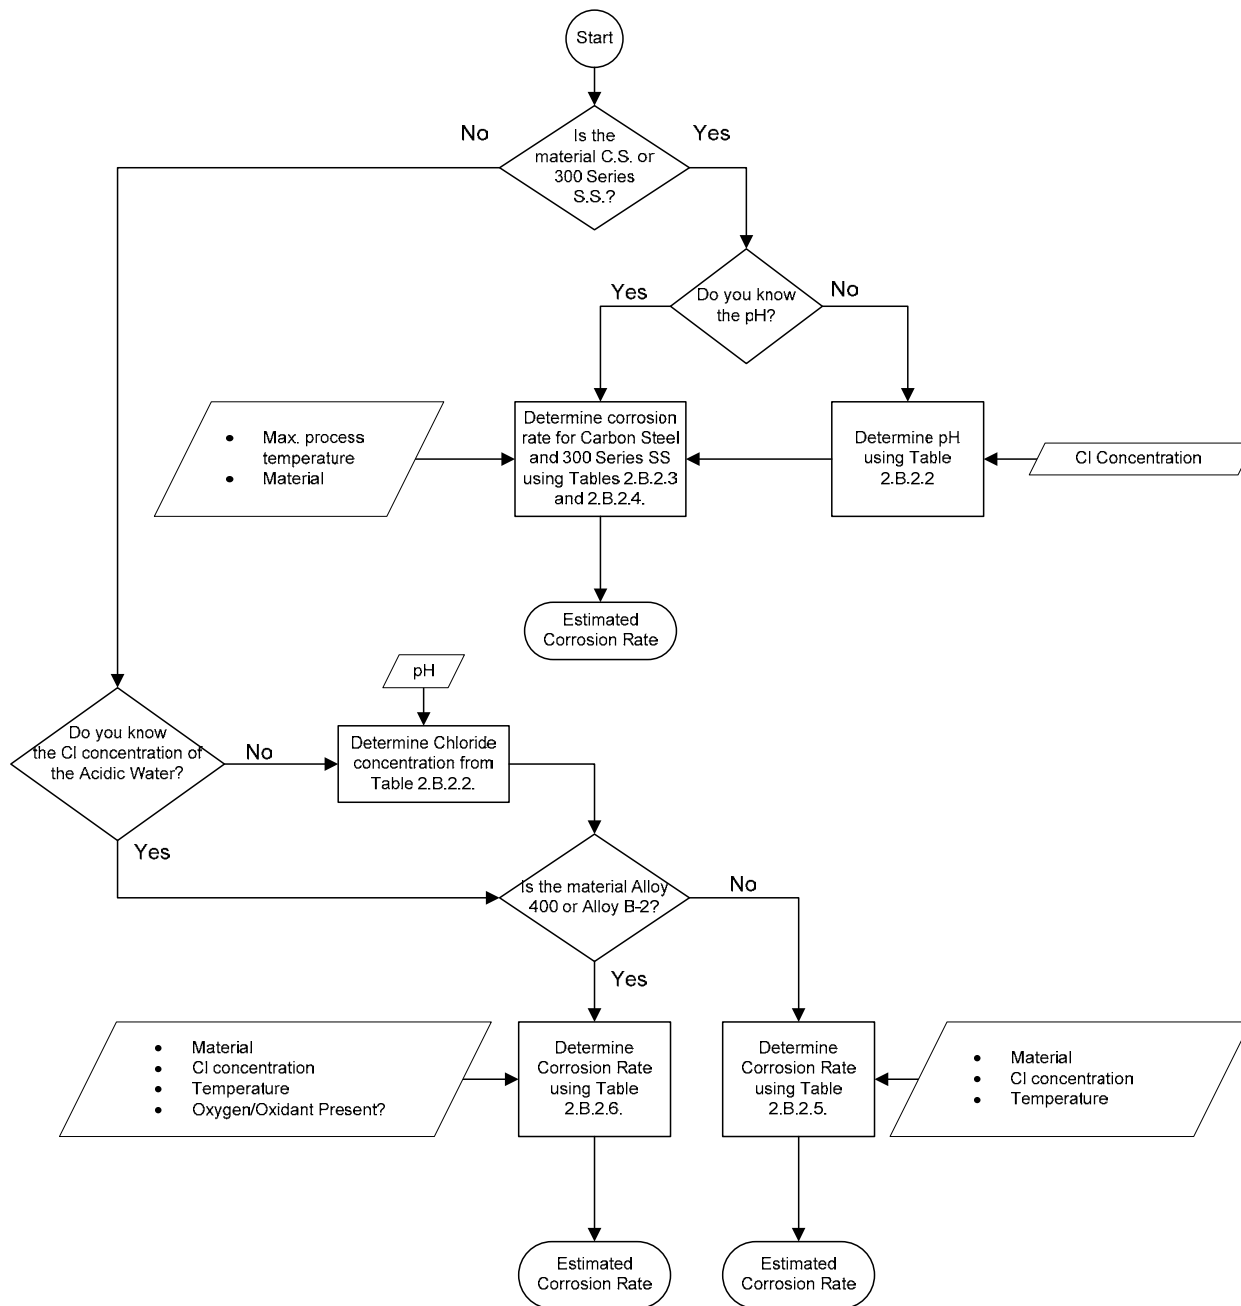 Start
No
Yes
Is the
material C.S. or
300 Series
S.S.?
Yes
Do you know
the pH?
No
• Max. process
temperature
• Material
Determine corrosion
rate for Carbon Steel
and 300 Series SS
using Tables 2.B.2.3
and 2.B.2.4.
Determine pH
using Table
2.B.2.2
Cl Concentration
Estimated
Corrosion Rate
pH
Do you know
the Cl concentration of
the Acidic Water?
No
Determine Chloride
concentration from
Table 2.B.2.2.
Yes
Is the material Alloy
400 or Alloy B-2?
No
Yes
• Material
• Cl concentration
• Temperature
• Oxygen/Oxidant Present?
Determine
Corrosion Rate
using Table
2.B.2.6.
Determine
Corrosion Rate
using Table
2.B.2.5.
• Material
• Cl concentration
• Temperature
Estimated
Corrosion Rate
Estimated
Corrosion Rate